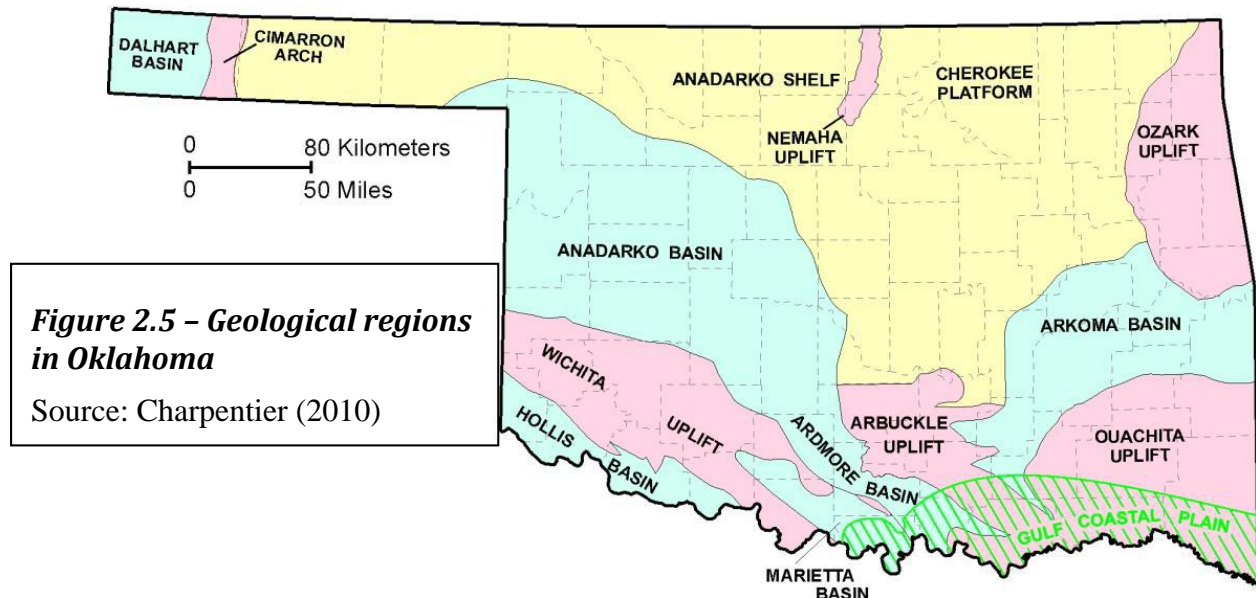 DALHART
BASIN
CIMARRON
ARCH
ANADARKO SHELF
CHEROKEE
PLATFORM
NEMAHA
UPLIFT
OZARK
UPLIFT
0 80 Kilometers
0 50 Miles
ANADARKO BASIN
ARKOMA BASIN
Figure 2.5 – Geological regions
in Oklahoma
Source: Charpentier (2010)
WICHITA
UPLIFT
HOLLIS
BASIN
ARDMORE
BASIN
ARBUCKLE
UPLIFT
OUACHITA
UPLIFT
GULF COASTAL PLAIN
MARIETTA
BASIN